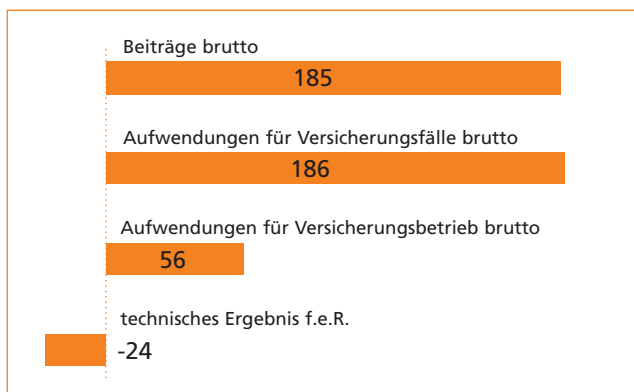 Beiträge brutto
185
Aufwendungen für Versicherungsfälle brutto
186
Aufwendungen für Versicherungsbetrieb brutto
56
technisches Ergebnis f.e.R.
-24